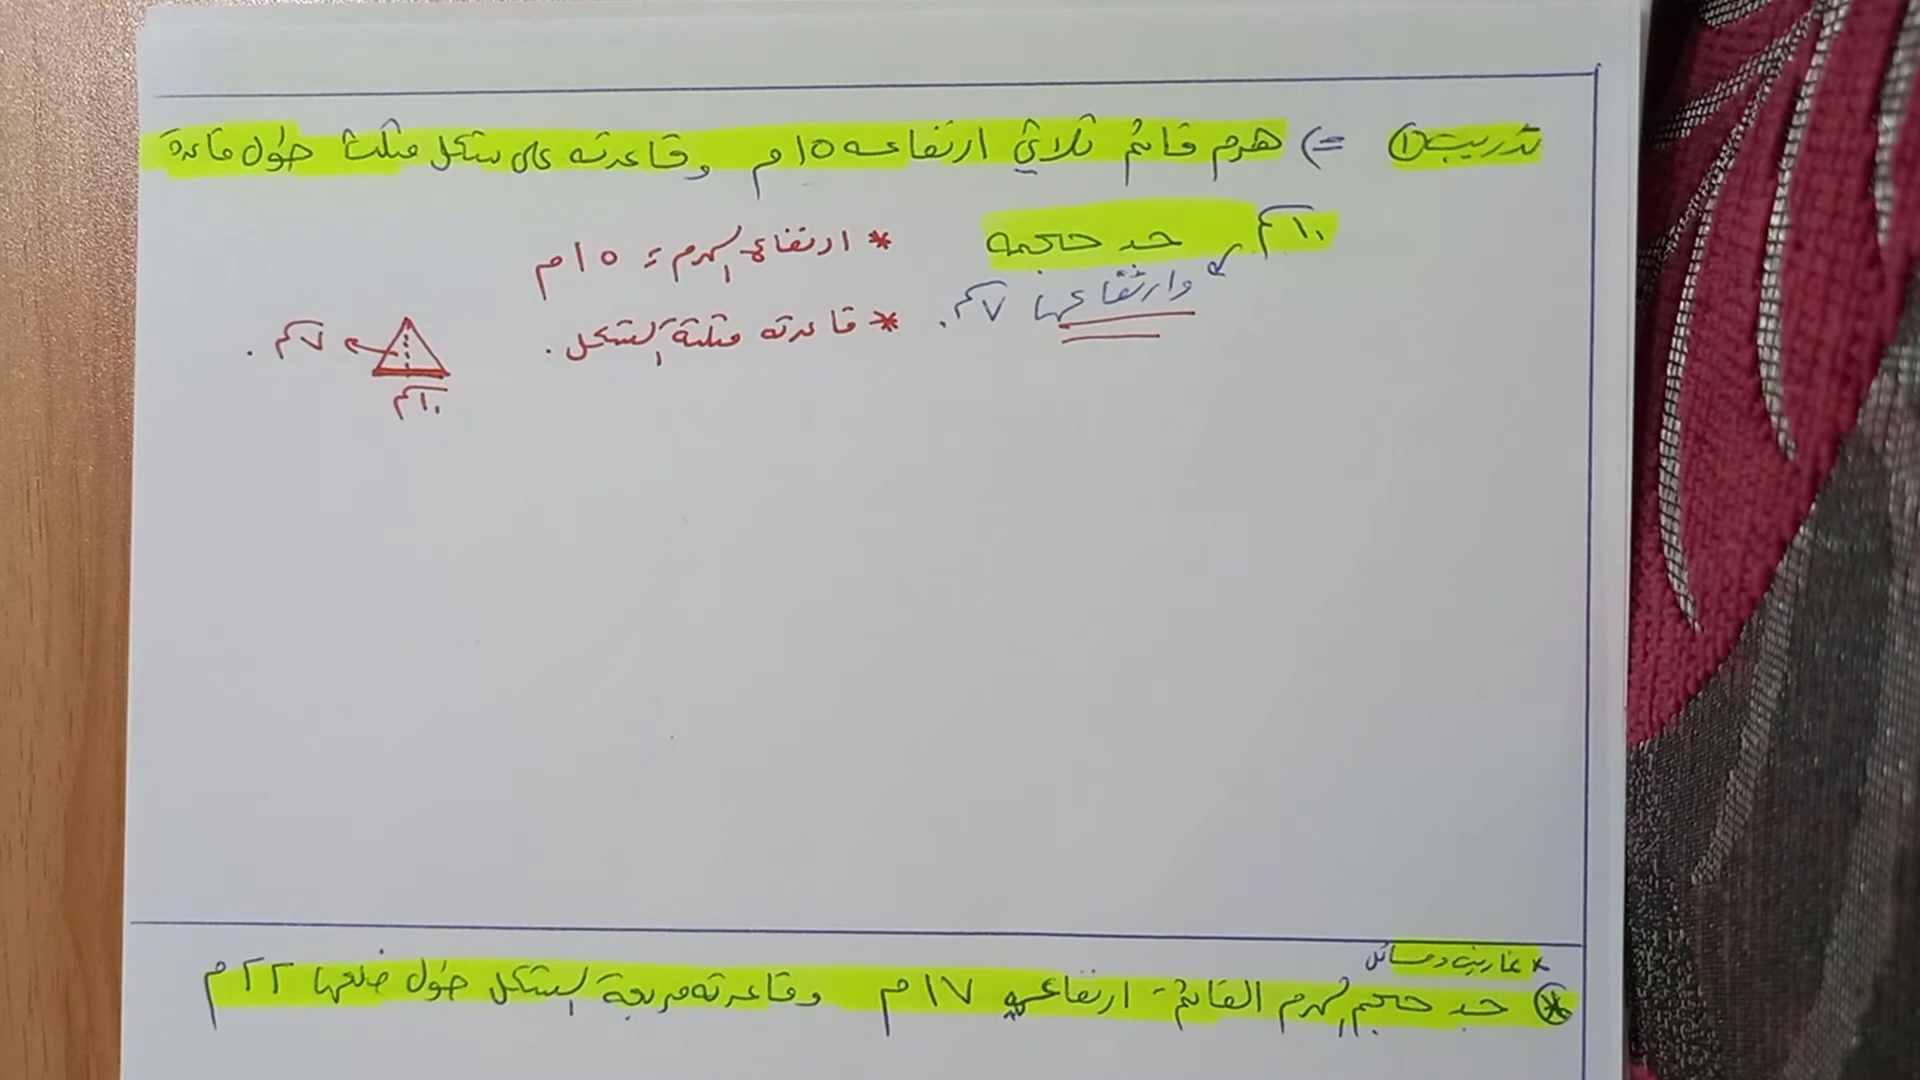 تدريب ① => هرم قائم ثلاثي ارتفاعه ١٥م وقاعدته على شكل مثلث طول قاعدة
١٠م جد حجمه
وارتفاعها ٧م.
* ارتفاع الهرم = ١٥م
* قاعدته مثلثة الشكل.
٧م.
١٠م
* تمارين ومسائل
* جد حجم الهرم القائم - ارتفاعه ١٧م وقاعدته مربعة الشكل طول ضلعها ٢٢م